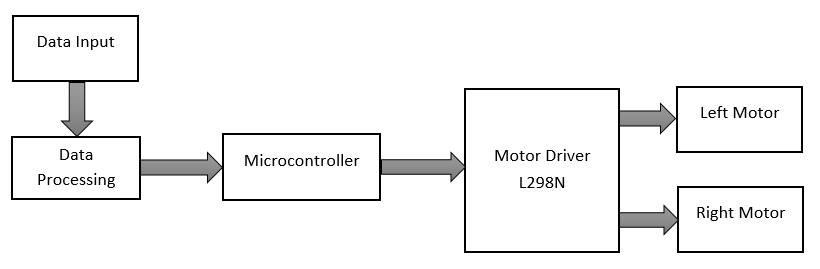 Data Input
Data
Processing
Microcontroller
Motor Driver
L298N
Left Motor
Right Motor